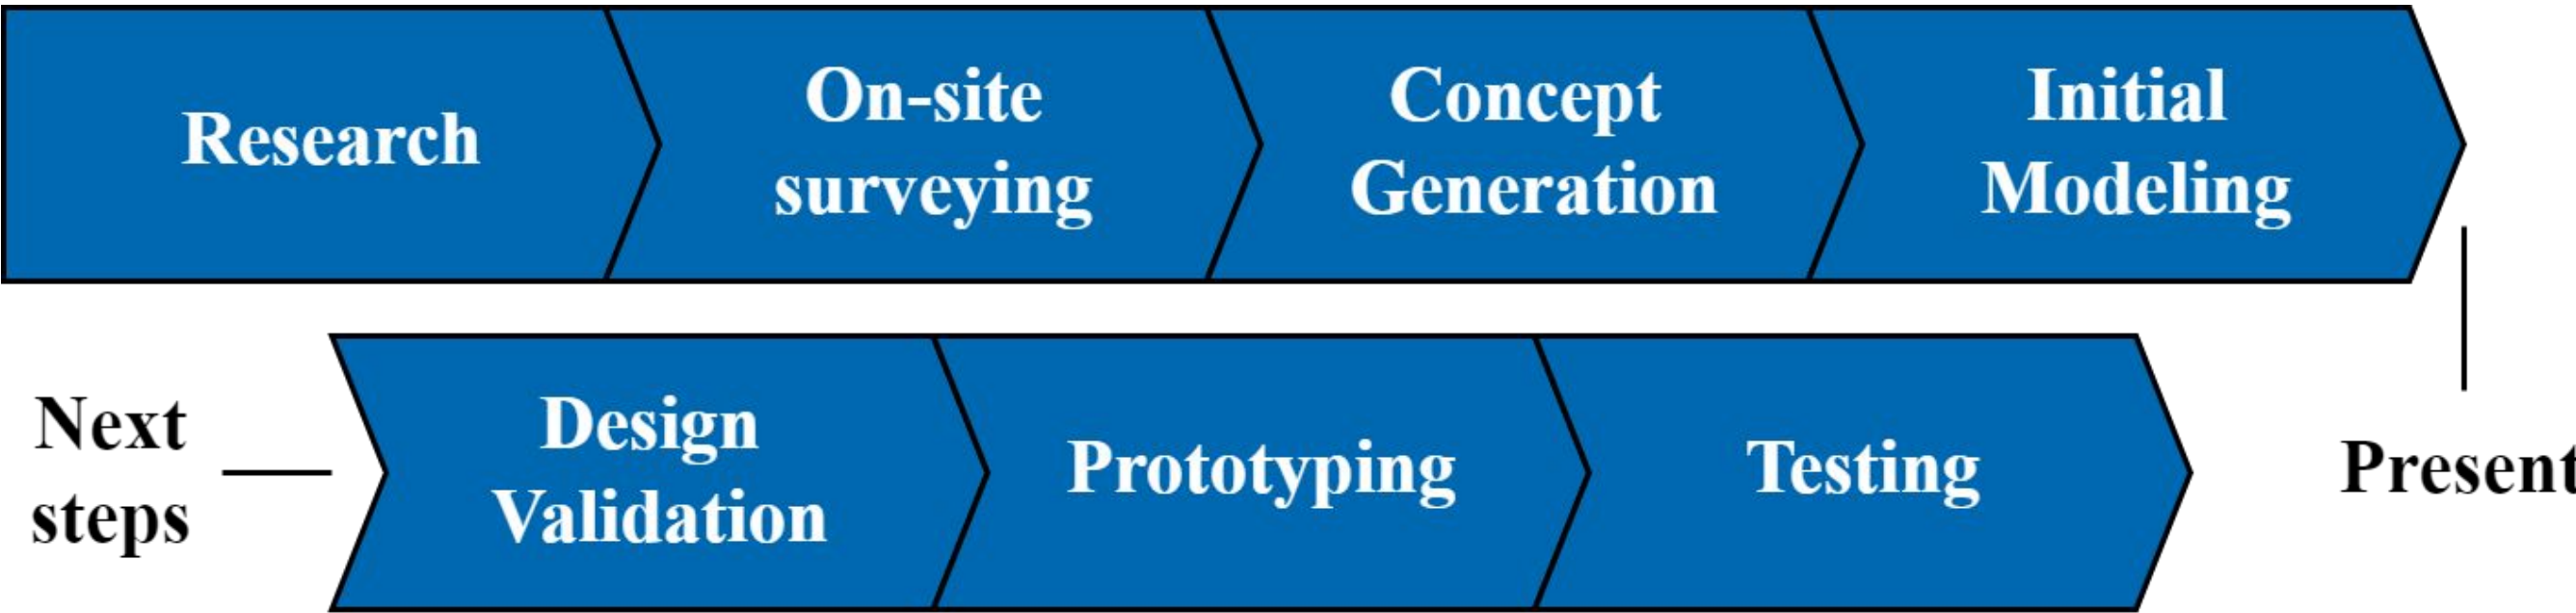 Research
On-site
surveying
Concept
Generation
Initial
Modeling
Next
steps
Design
Validation
Prototyping
Testing
Present